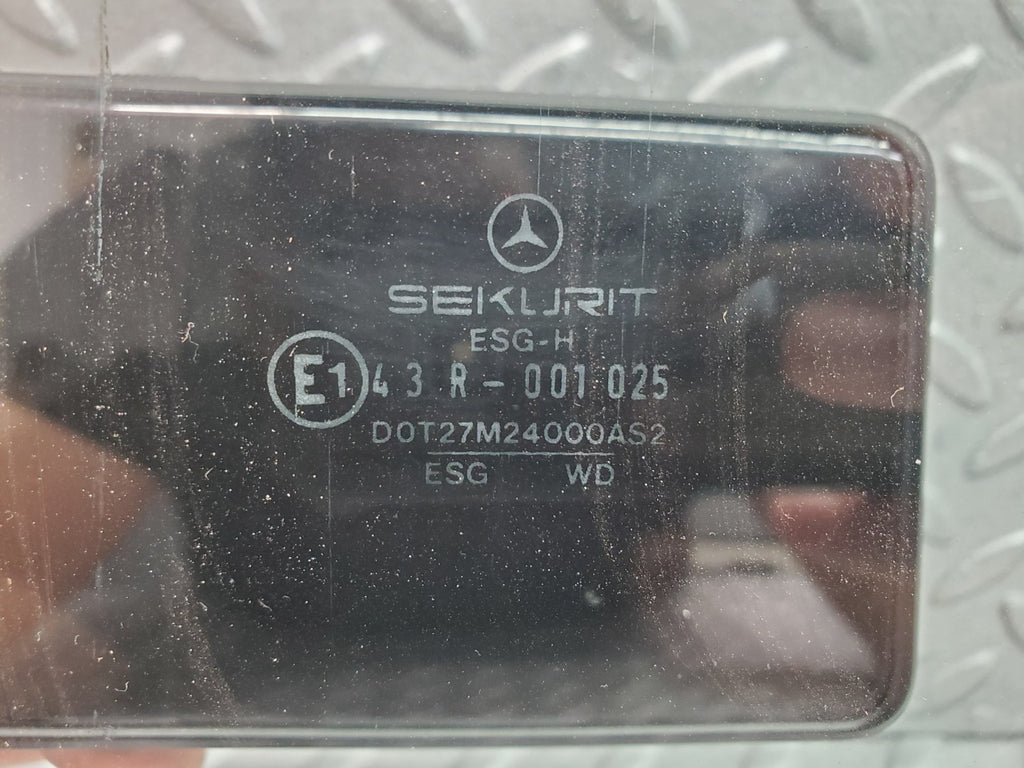 SEKURIT
ESG-H
E1 43 R - 001 025
DOT27M24000AS2
ESG WD